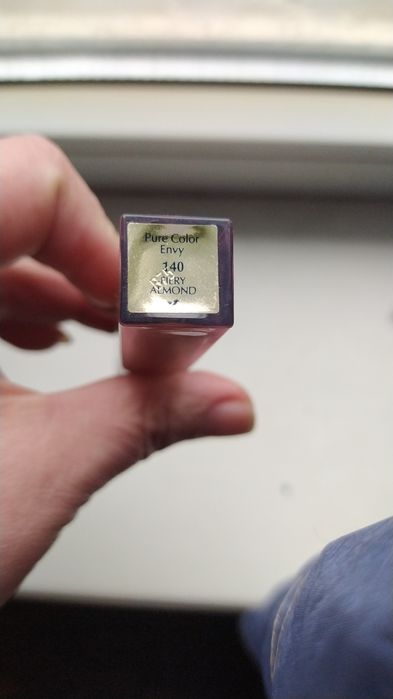 Pure Color
Envy
140
FIERY
ALMOND